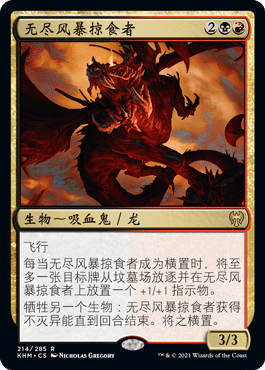 无尽风暴掠食者 2
生物～吸血鬼／龙
飞行
每当无尽风暴掠食者成为横置时，将至
多一张目标牌从坟墓场放逐并在无尽风
暴掠食者上放置一个 +1/+1 指示物。
牺牲另一个生物：无尽风暴掠食者获得
不灭异能直到回合结束。将之横置。
3/3
214/285 R
KHM • CS NICHOLAS GREGORY
™ & © 2021 Wizards of the Coast